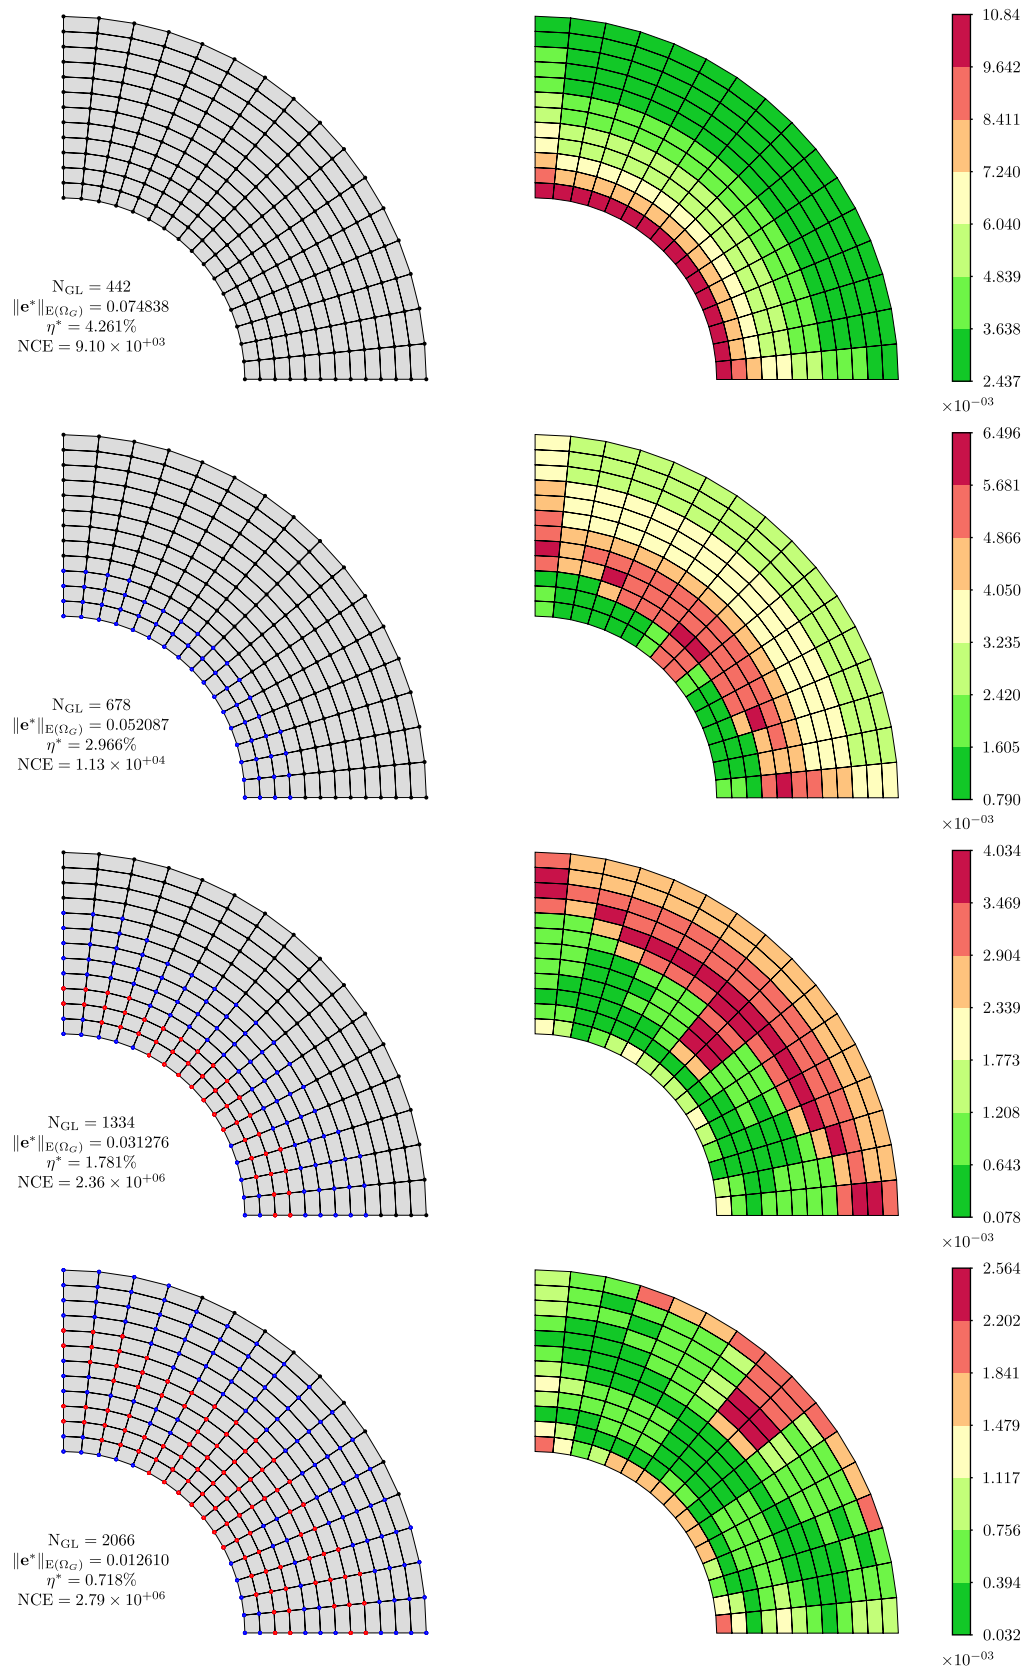 10.84
9.642
8.411
7.240
6.040
4.839
3.638
2.437
×10⁻⁰³
N_GL = 442
‖e*‖_E(Ω_G) = 0.074838
η* = 4.261%
NCE = 9.10 × 10⁺⁰³
6.496
5.681
4.866
4.050
3.235
2.420
1.605
0.790
×10⁻⁰³
N_GL = 678
‖e*‖_E(Ω_G) = 0.052087
η* = 2.966%
NCE = 1.13 × 10⁺⁰⁴
4.034
3.469
2.904
2.339
1.773
1.208
0.643
0.078
×10⁻⁰³
N_GL = 1334
‖e*‖_E(Ω_G) = 0.031276
η* = 1.781%
NCE = 2.36 × 10⁺⁰⁶
2.564
2.202
1.841
1.479
1.117
0.756
0.394
0.032
×10⁻⁰³
N_GL = 2066
‖e*‖_E(Ω_G) = 0.012610
η* = 0.718%
NCE = 2.79 × 10⁺⁰⁶